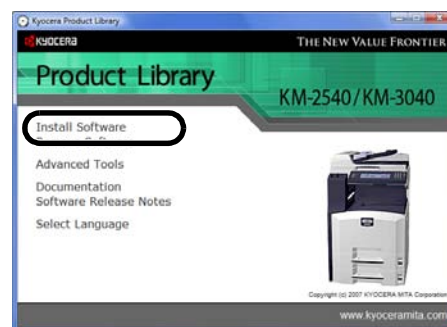 Kyocera Product Library
KYOCERA
THE NEW VALUE FRONTIER
Product Library
KM-2540/KM-3040
Install Software
Advanced Tools
Documentation
Software Release Notes
Select Language
Copyright (c) 2007 KYOCERA MITA Corporation
www.kyoceramita.com